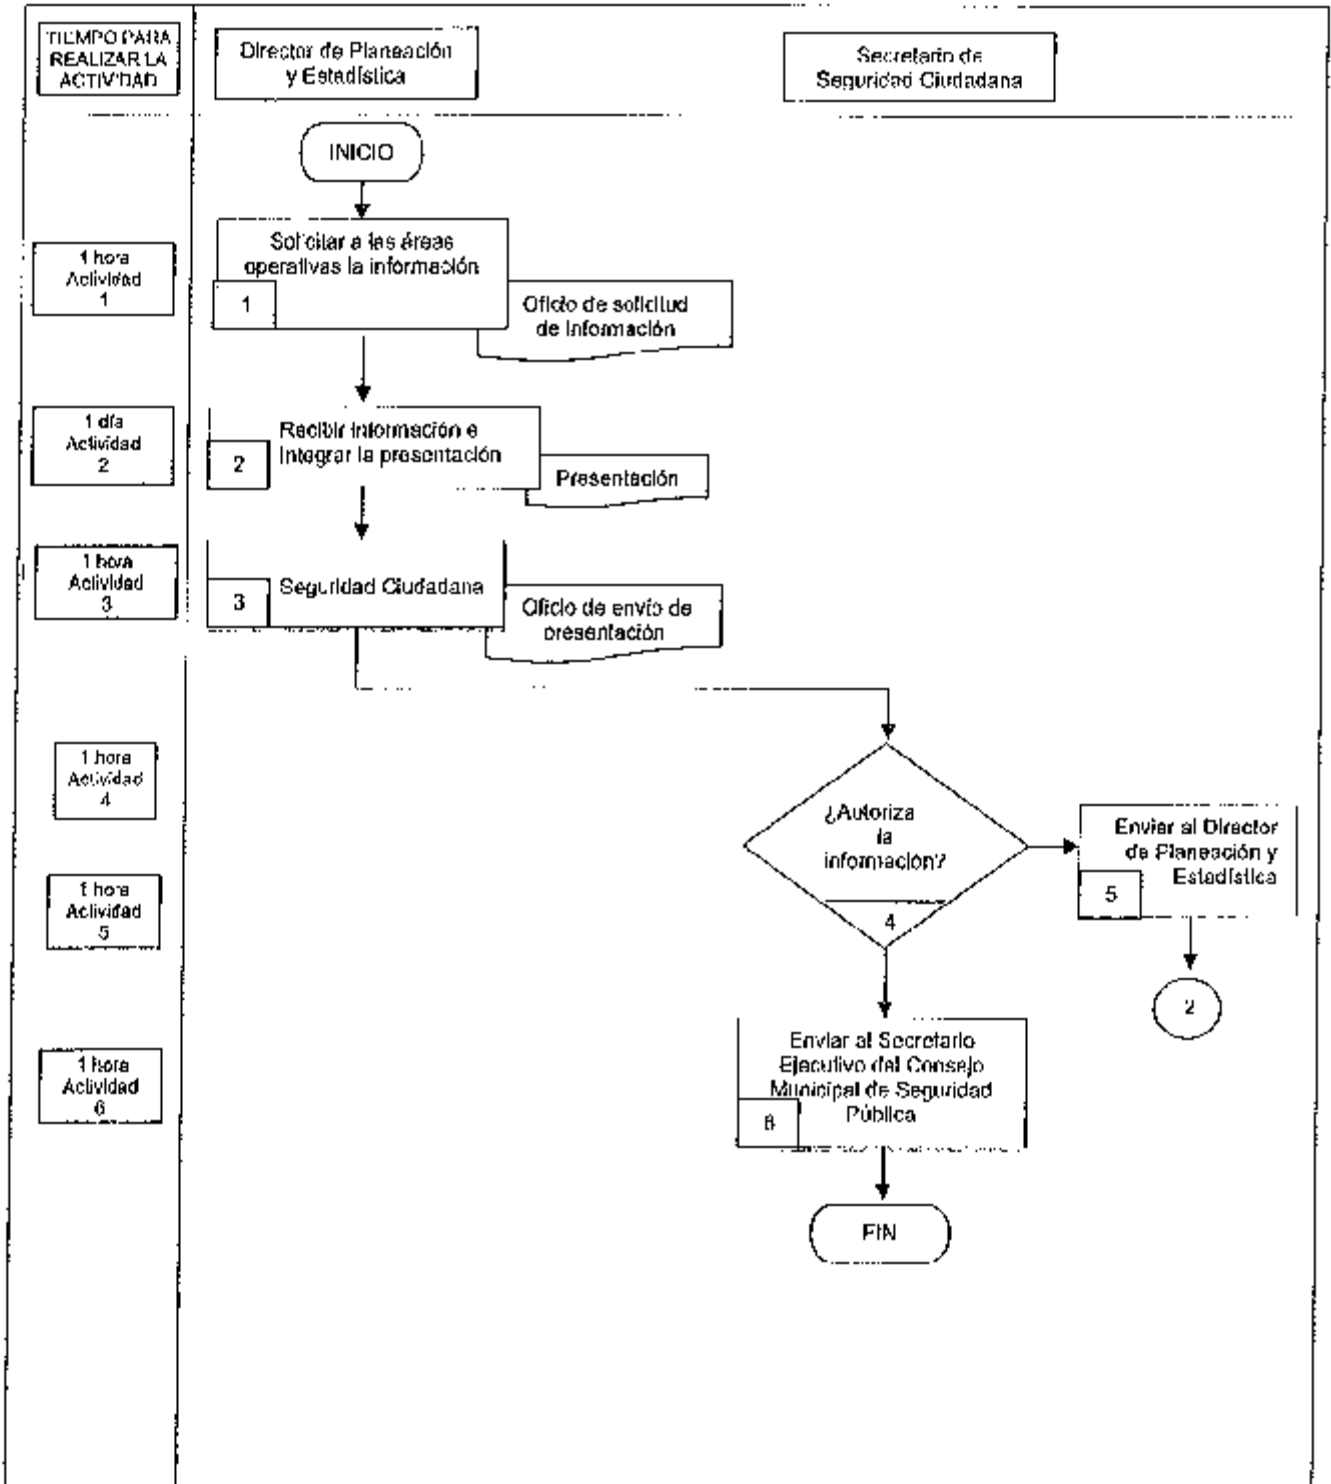 TIEMPO PARA
REALIZAR LA
ACTIVIDAD
Director de Planeación
y Estadística
Secretario de
Seguridad Ciudadana
INICIO
1 hora
Actividad
1
Solicitar a las áreas
operativas la información
1
Oficio de solicitud
de información
1 día
Actividad
2
Recibir información e
integrar la presentación
2
Presentación
1 hora
Actividad
3
Seguridad Ciudadana
3
Oficio de envío de
presentación
1 hora
Actividad
4
¿Autoriza
la
información?
4
Enviar al Director
de Planeación y
Estadística
5
1 hora
Actividad
5
2
1 hora
Actividad
6
Enviar al Secretario
Ejecutivo del Consejo
Municipal de Seguridad
Pública
6
FIN